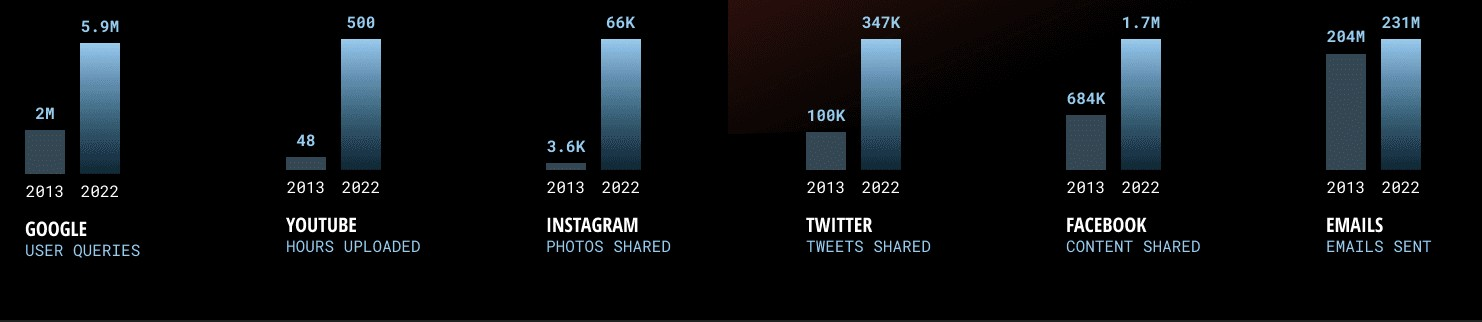 5.9M
2M
2013 2022
GOOGLE
USER QUERIES
500
48
2013 2022
YOUTUBE
HOURS UPLOADED
66K
3.6K
2013 2022
INSTAGRAM
PHOTOS SHARED
347K
100K
2013 2022
TWITTER
TWEETS SHARED
1.7M
684K
2013 2022
FACEBOOK
CONTENT SHARED
231M
204M
2013 2022
EMAILS
EMAILS SENT